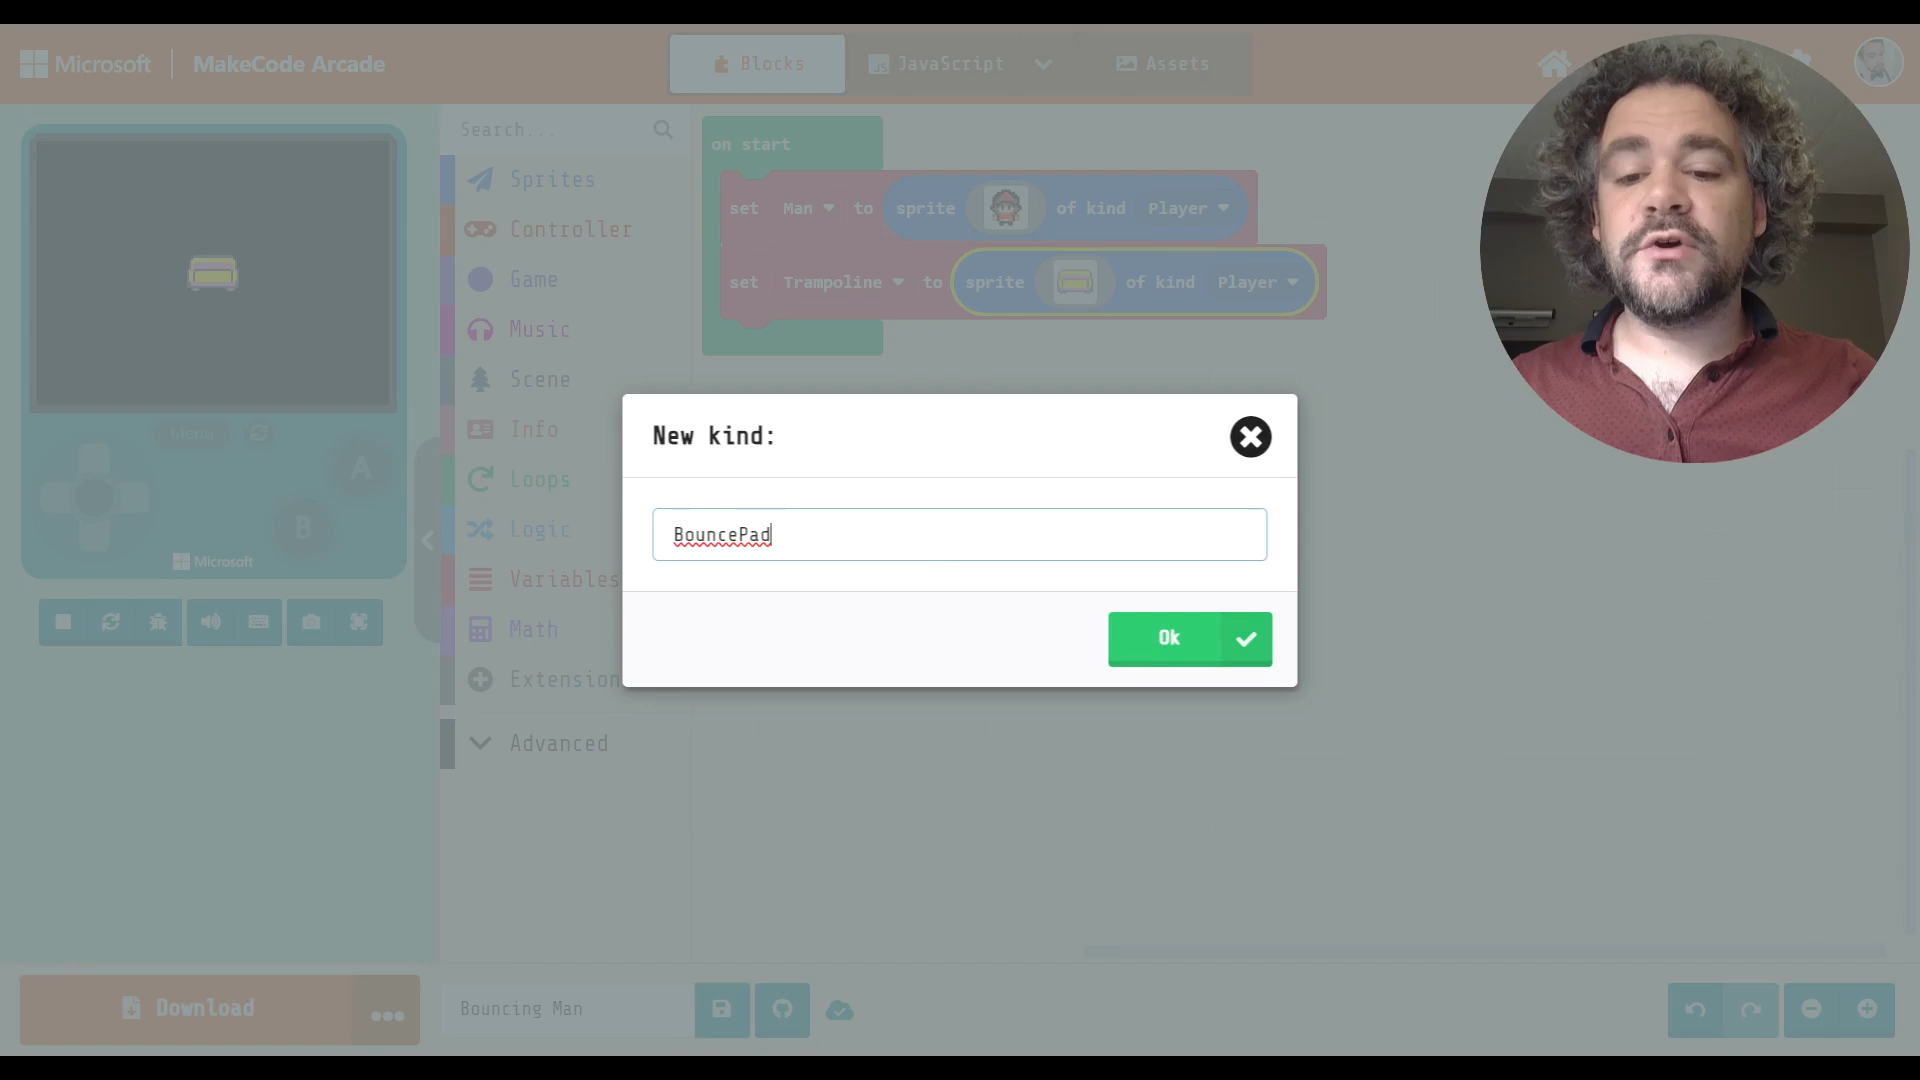 Microsoft | MakeCode Arcade
Blocks
JavaScript
Assets
Search...
on start
Sprites
set Man to sprite of kind Player
Controller
Game
set Trampoline to sprite of kind Player
Music
Scene
Info
Menu
New kind:
A
Loops
B
Logic
BouncePad
Microsoft
Variables
Math
Ok
Extension
Advanced
Download
Bouncing Man